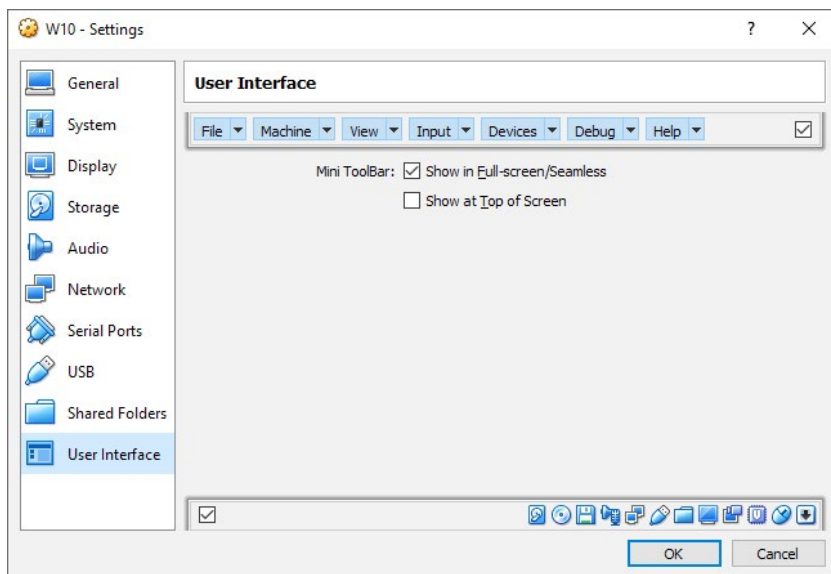 W10 - Settings
?
General
System
Display
Storage
Audio
Network
Serial Ports
USB
Shared Folders
User Interface
User Interface
File Machine View Input Devices Debug Help
Mini ToolBar: Show in Full-screen/Seamless
Show at Top of Screen
OK Cancel